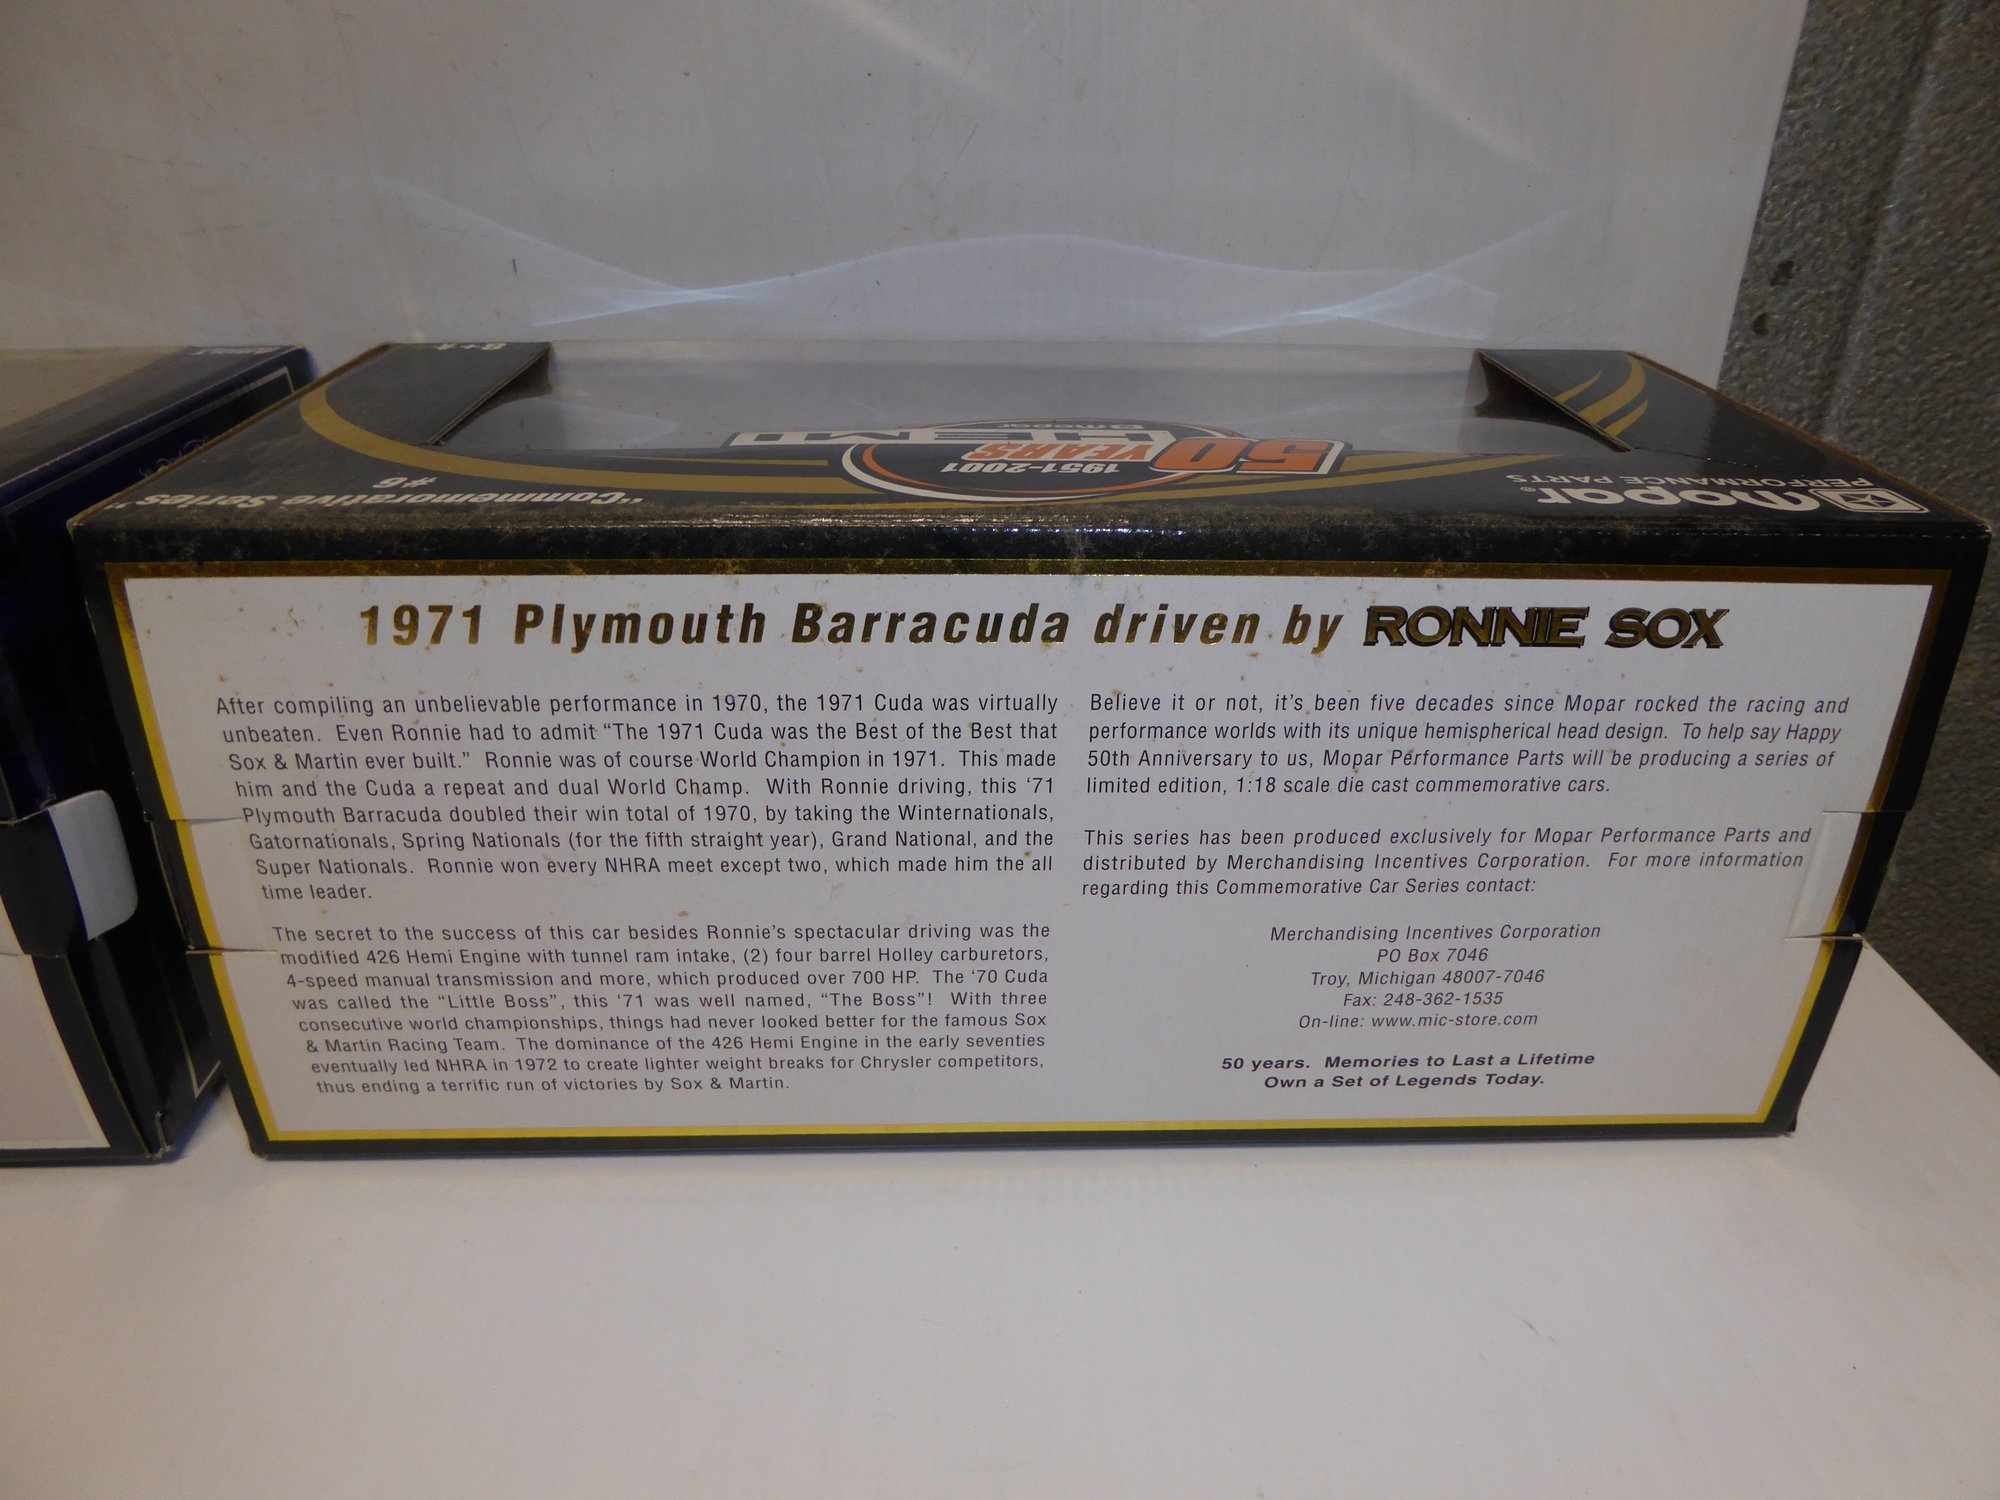 8+A
"Commemorative Series"
#6
mopar
HEMI
50
YEARS
1951-2001
mopar
PERFORMANCE PARTS
1971 Plymouth Barracuda driven by RONNIE SOX
After compiling an unbelievable performance in 1970, the 1971 Cuda was virtually
unbeaten. Even Ronnie had to admit "The 1971 Cuda was the Best of the Best that
Sox & Martin ever built." Ronnie was of course World Champion in 1971. This made
him and the Cuda a repeat and dual World Champ. With Ronnie driving, this '71
Plymouth Barracuda doubled their win total of 1970, by taking the Winternationals,
Gatornationals, Spring Nationals (for the fifth straight year), Grand National, and the
Super Nationals. Ronnie won every NHRA meet except two, which made him the all
time leader.
The secret to the success of this car besides Ronnie's spectacular driving was the
modified 426 Hemi Engine with tunnel ram intake, (2) four barrel Holley carburetors,
4-speed manual transmission and more, which produced over 700 HP. The '70 Cuda
was called the "Little Boss", this '71 was well named, "The Boss"! With three
consecutive world championships, things had never looked better for the famous Sox
& Martin Racing Team. The dominance of the 426 Hemi Engine in the early seventies
eventually led NHRA in 1972 to create lighter weight breaks for Chrysler competitors,
thus ending a terrific run of victories by Sox & Martin.
Believe it or not, it's been five decades since Mopar rocked the racing and
performance worlds with its unique hemispherical head design. To help say Happy
50th Anniversary to us, Mopar Performance Parts will be producing a series of
limited edition, 1:18 scale die cast commemorative cars.
This series has been produced exclusively for Mopar Performance Parts and
distributed by Merchandising Incentives Corporation. For more information
regarding this Commemorative Car Series contact:
Merchandising Incentives Corporation
PO Box 7046
Troy, Michigan 48007-7046
Fax: 248-362-1535
On-line: www.mic-store.com
50 years. Memories to Last a Lifetime
Own a Set of Legends Today.